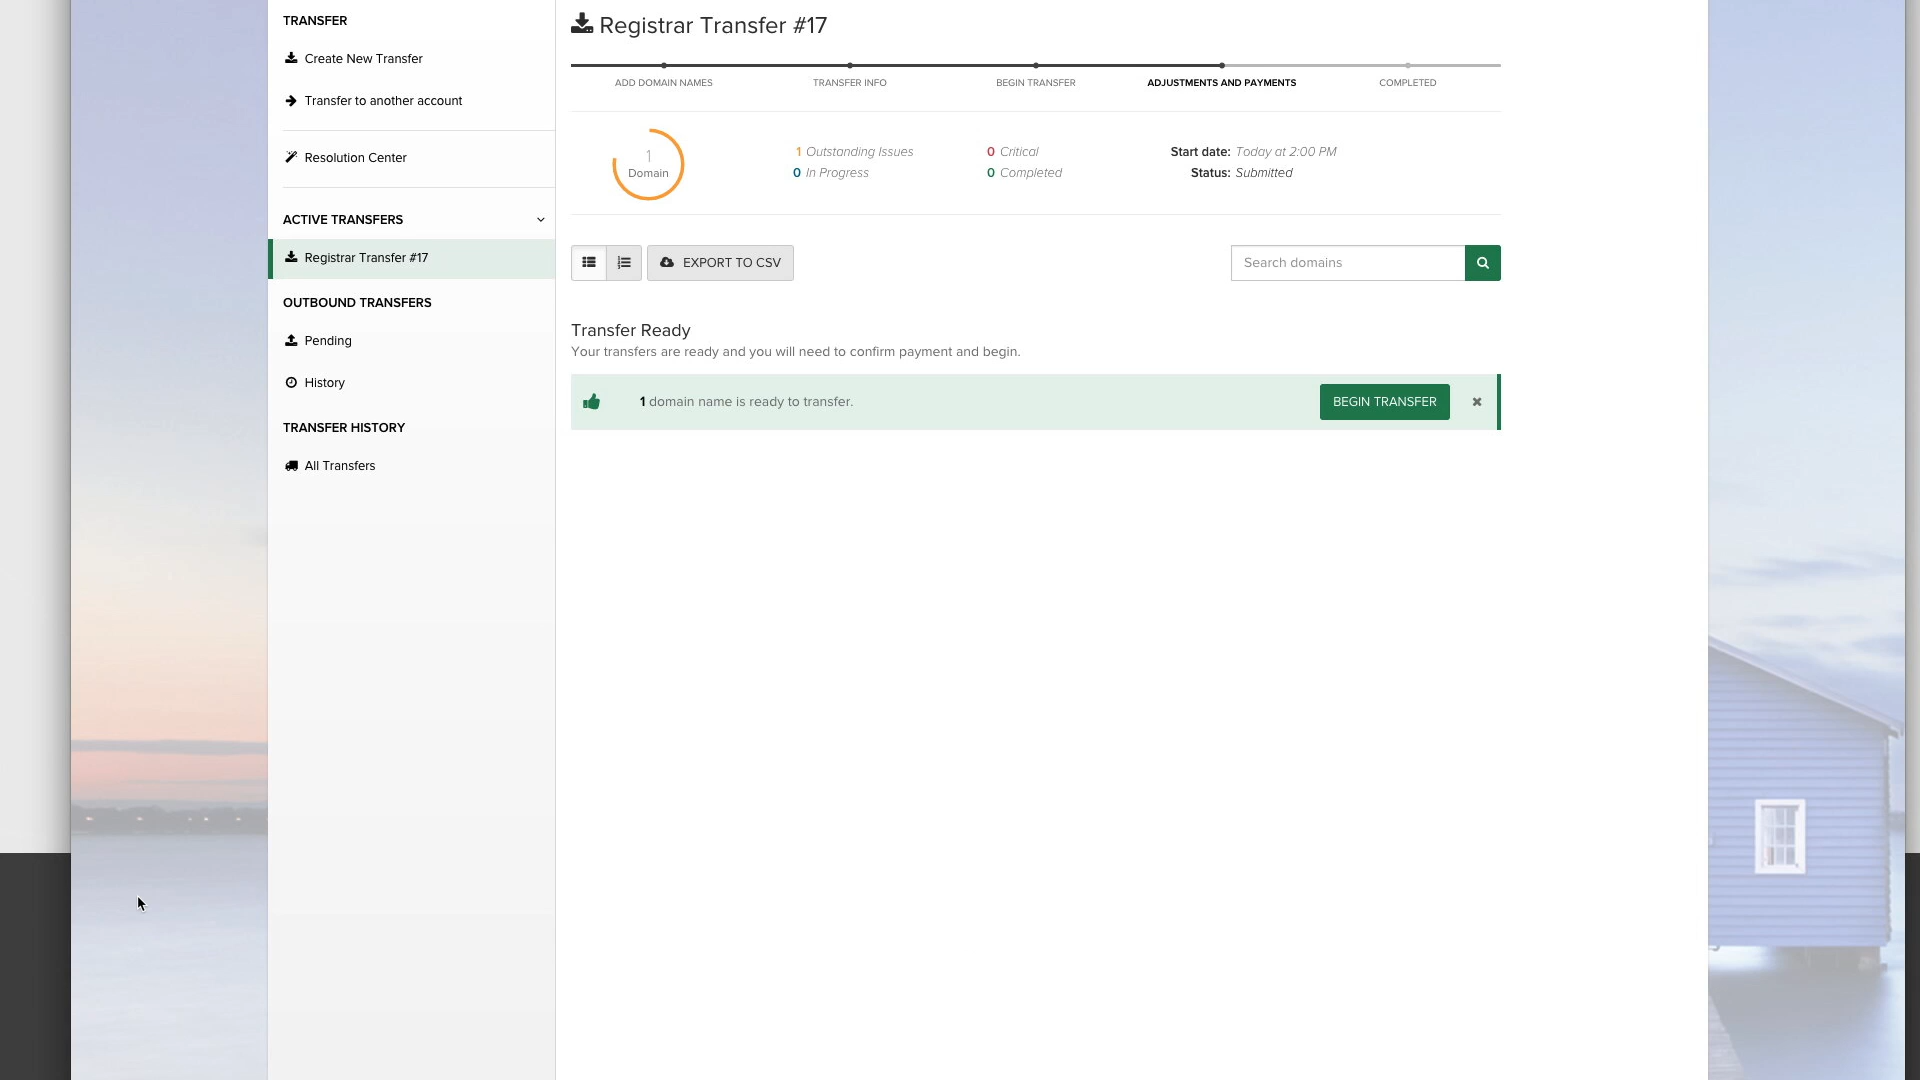 TRANSFER
Create New Transfer
Transfer to another account
Resolution Center
ACTIVE TRANSFERS
Registrar Transfer #17
OUTBOUND TRANSFERS
Pending
History
TRANSFER HISTORY
All Transfers
Registrar Transfer #17
ADD DOMAIN NAMES
TRANSFER INFO
BEGIN TRANSFER
ADJUSTMENTS AND PAYMENTS
COMPLETED
1
Domain
1 Outstanding Issues
0 In Progress
0 Critical
0 Completed
Start date: Today at 2:00 PM
Status: Submitted
EXPORT TO CSV
Search domains
Transfer Ready
Your transfers are ready and you will need to confirm payment and begin.
1 domain name is ready to transfer.
BEGIN TRANSFER